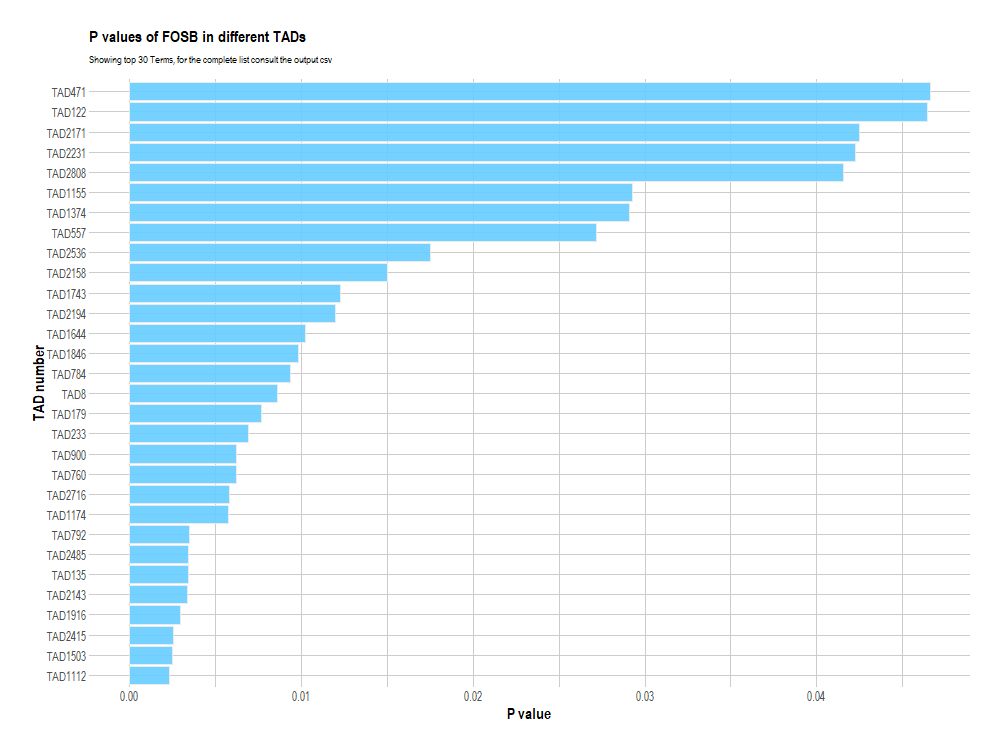 P values of FOSB in different TADs
Showing top 30 Terms, for the complete list consult the output csv
TAD471
TAD122
TAD2171
TAD2231
TAD2808
TAD1155
TAD1374
TAD557
TAD2536
TAD2158
TAD1743
TAD2194
TAD1644
TAD1846
TAD784
TAD8
TAD179
TAD233
TAD900
TAD760
TAD2716
TAD1174
TAD792
TAD2485
TAD135
TAD2143
TAD1916
TAD2415
TAD1503
TAD1112
TAD number
0.00 0.01 0.02 0.03 0.04
P value